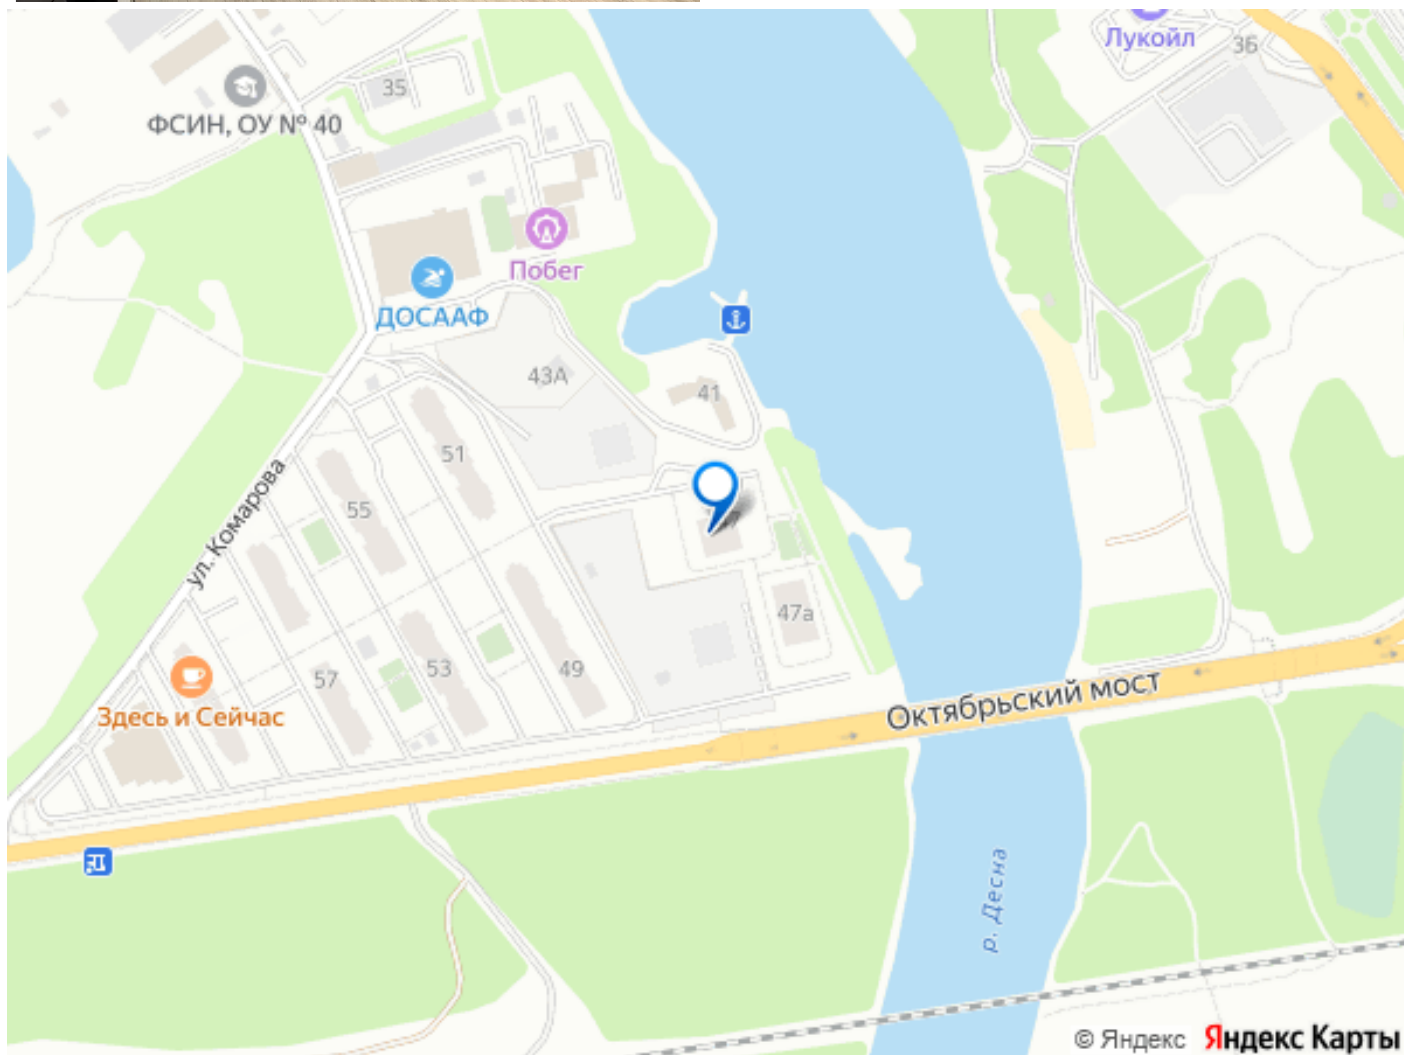 Лукойл
36
35
ФСИН, ОУ № 40
Побег
ДОСААФ
43А
41
51
55
ул. Комарова
47а
49
53
57
Здесь и Сейчас
Октябрьский мост
р. Десна
© Яндекс Яндекс Карты